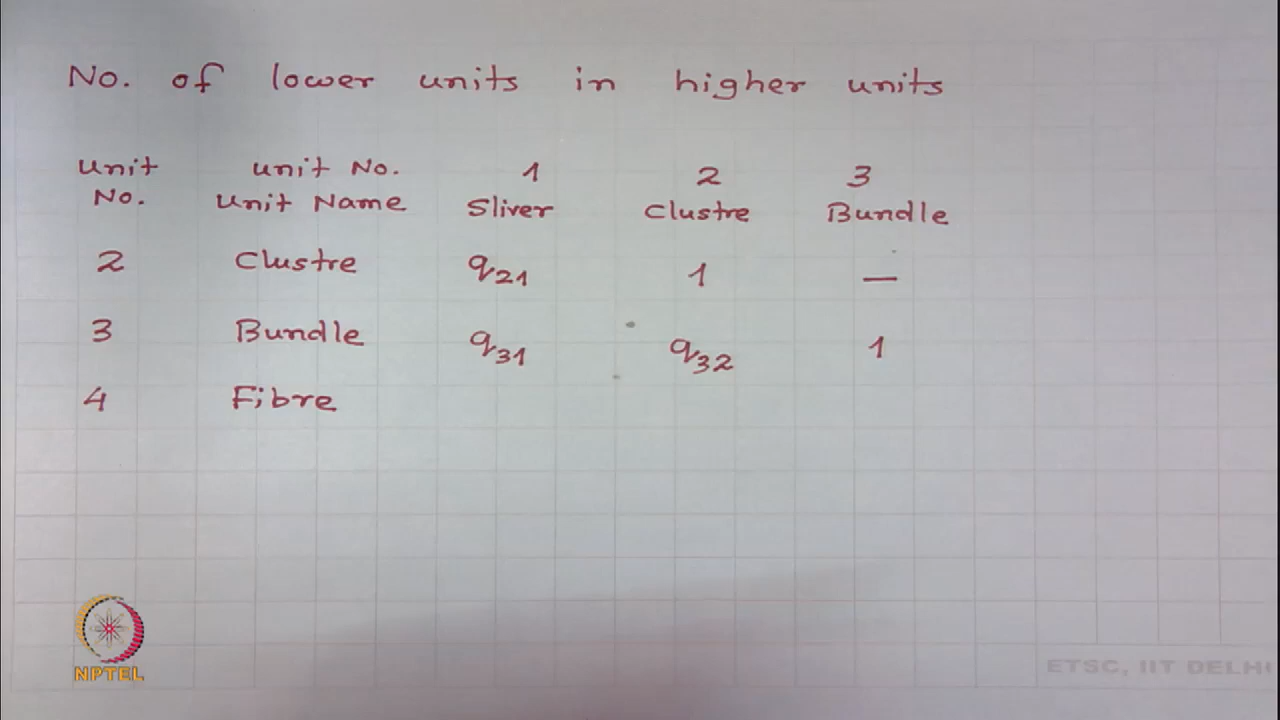 No. of lower units in higher units
Unit Unit No. 1 2 3
No. Unit Name Sliver Clustre Bundle
2 Clustre q21 1 —
3 Bundle q31 q32 1
4 Fibre
NPTEL
ETSC, IIT DELHI